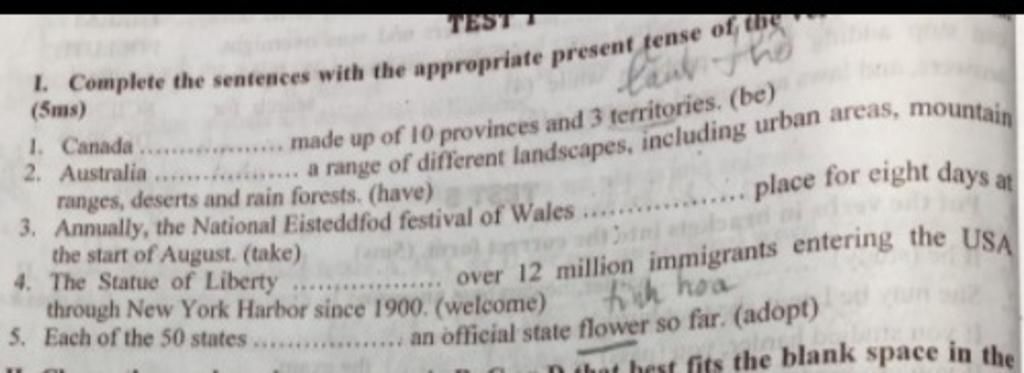 TEST 1
I. Complete the sentences with the appropriate present tense of the
(5ms)
1. Canada ................ made up of 10 provinces and 3 territories. (be)
2. Australia ................ a range of different landscapes, including urban areas, mountain
ranges, deserts and rain forests. (have)
3. Annually, the National Eisteddfod festival of Wales ................ place for eight days at
the start of August. (take)
4. The Statue of Liberty ................ over 12 million immigrants entering the USA
through New York Harbor since 1900. (welcome)
hoa
5. Each of the 50 states ................ an official state flower so far. (adopt)
that best fits the blank space in the